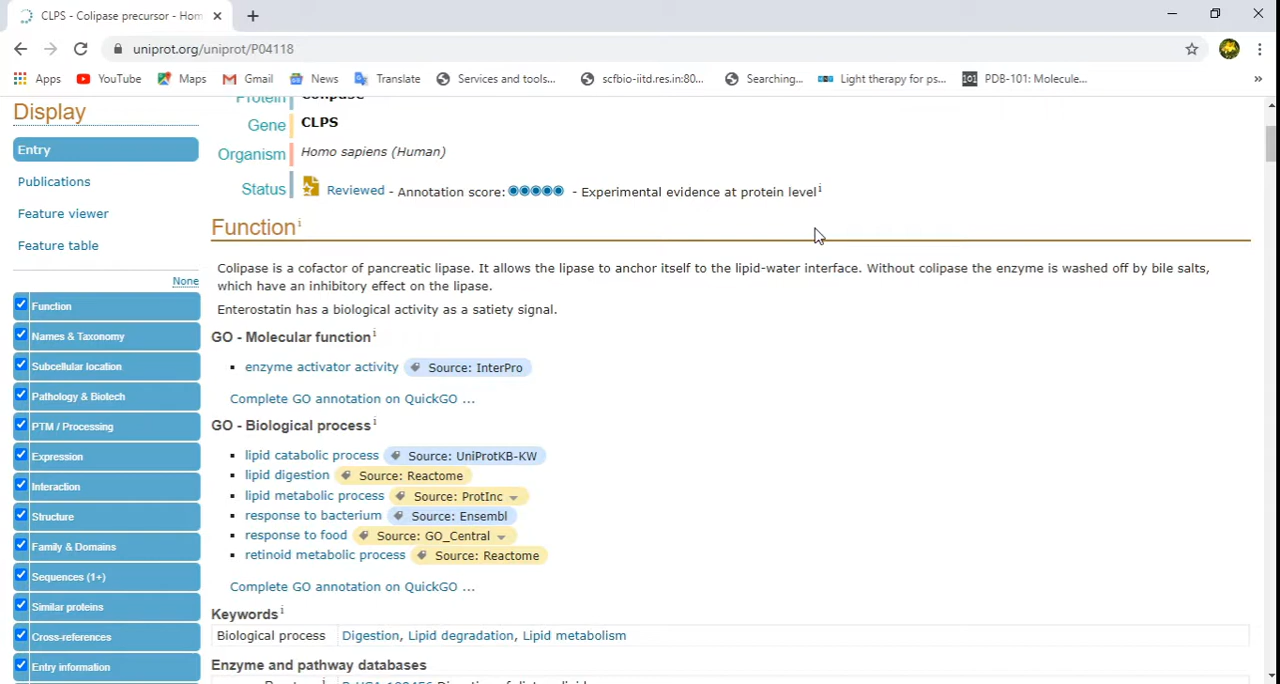 CLPS - Colipase precursor - Hom
uniprot.org/uniprot/P04118
Apps YouTube Maps Gmail News Translate Services and tools... scfbio-iitd.res.in:80... Searching... Light therapy for ps... PDB-101: Molecule... »
Display
Entry
Publications
Feature viewer
Feature table
None
Function
Names & Taxonomy
Subcellular location
Pathology & Biotech
PTM / Processing
Expression
Interaction
Structure
Family & Domains
Sequences (1+)
Similar proteins
Cross-references
Entry information
Protein Colipase
Gene CLPS
Organism Homo sapiens (Human)
Status Reviewed - Annotation score: - Experimental evidence at protein level i
Function i
Colipase is a cofactor of pancreatic lipase. It allows the lipase to anchor itself to the lipid-water interface. Without colipase the enzyme is washed off by bile salts,
which have an inhibitory effect on the lipase.
Enterostatin has a biological activity as a satiety signal.
GO - Molecular function i
enzyme activator activity Source: InterPro
Complete GO annotation on QuickGO ...
GO - Biological process i
lipid catabolic process Source: UniProtKB-KW
lipid digestion Source: Reactome
lipid metabolic process Source: ProtInc
response to bacterium Source: Ensembl
response to food Source: GO_Central
retinoid metabolic process Source: Reactome
Complete GO annotation on QuickGO ...
Keywords i
Biological process Digestion, Lipid degradation, Lipid metabolism
Enzyme and pathway databases